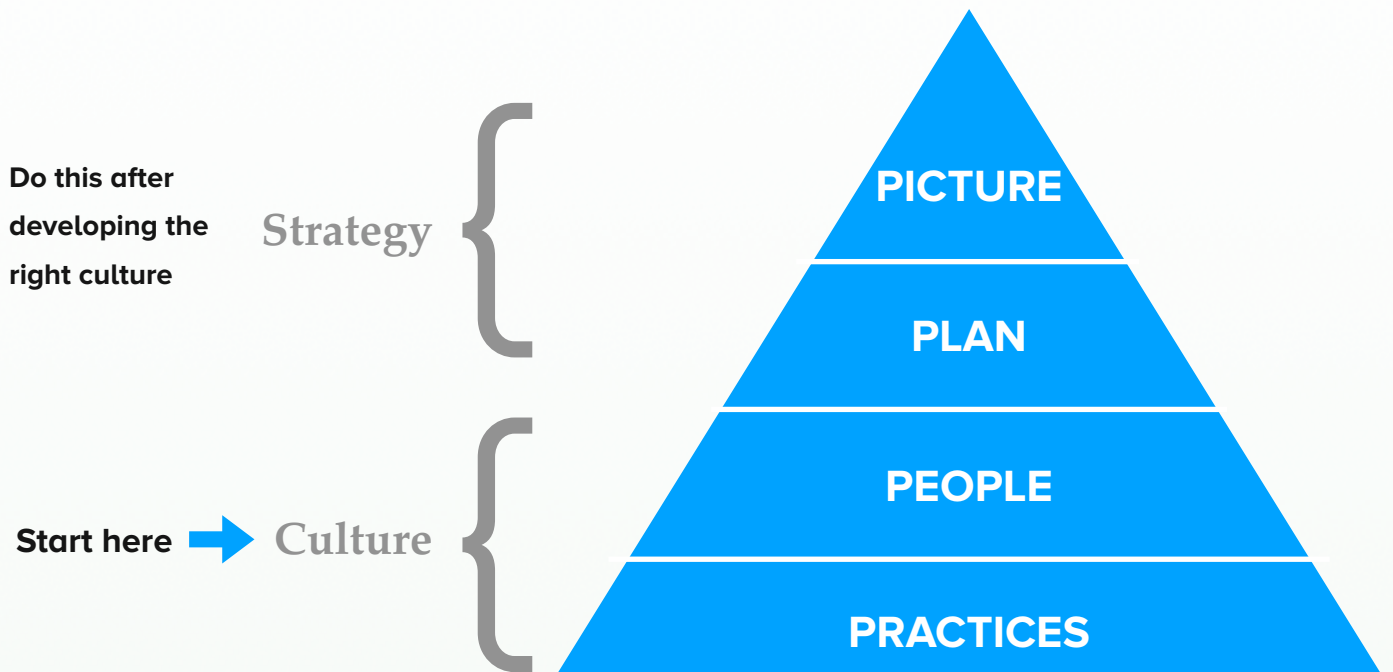 Do this after
developing the
right culture
Strategy
PICTURE
PLAN
Start here
Culture
PEOPLE
PRACTICES